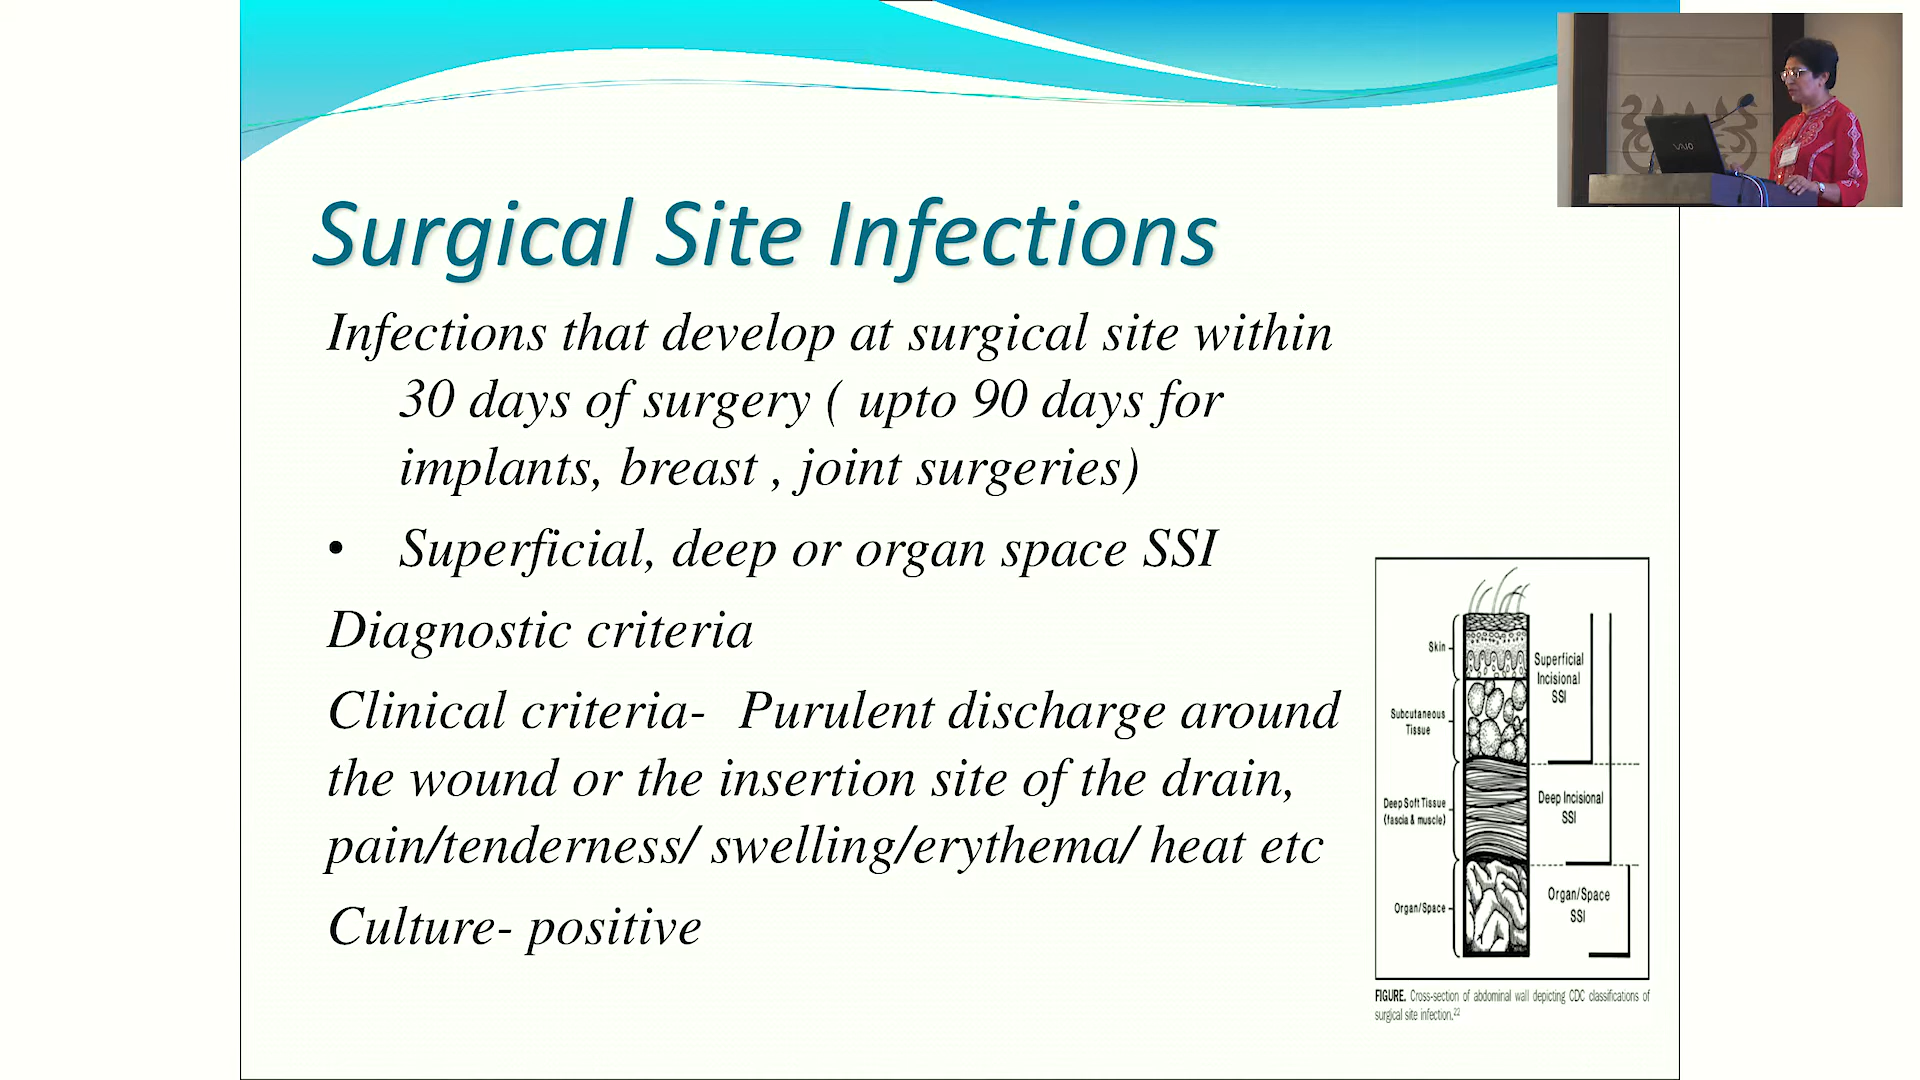 Surgical Site Infections
Infections that develop at surgical site within
30 days of surgery ( upto 90 days for
implants, breast , joint surgeries)
• Superficial, deep or organ space SSI
Diagnostic criteria
Clinical criteria- Purulent discharge around
the wound or the insertion site of the drain,
pain/tenderness/ swelling/erythema/ heat etc
Culture- positive
Skin
Subcutaneous
Tissue
Deep Soft Tissue
(fascia & muscle)
Organ/Space
Superficial
Incisional
SSI
Deep Incisional
SSI
Organ/Space
SSI
FIGURE. Cross-section of abdominal wall depicting CDC classifications of
surgical site infection.22
VAIO